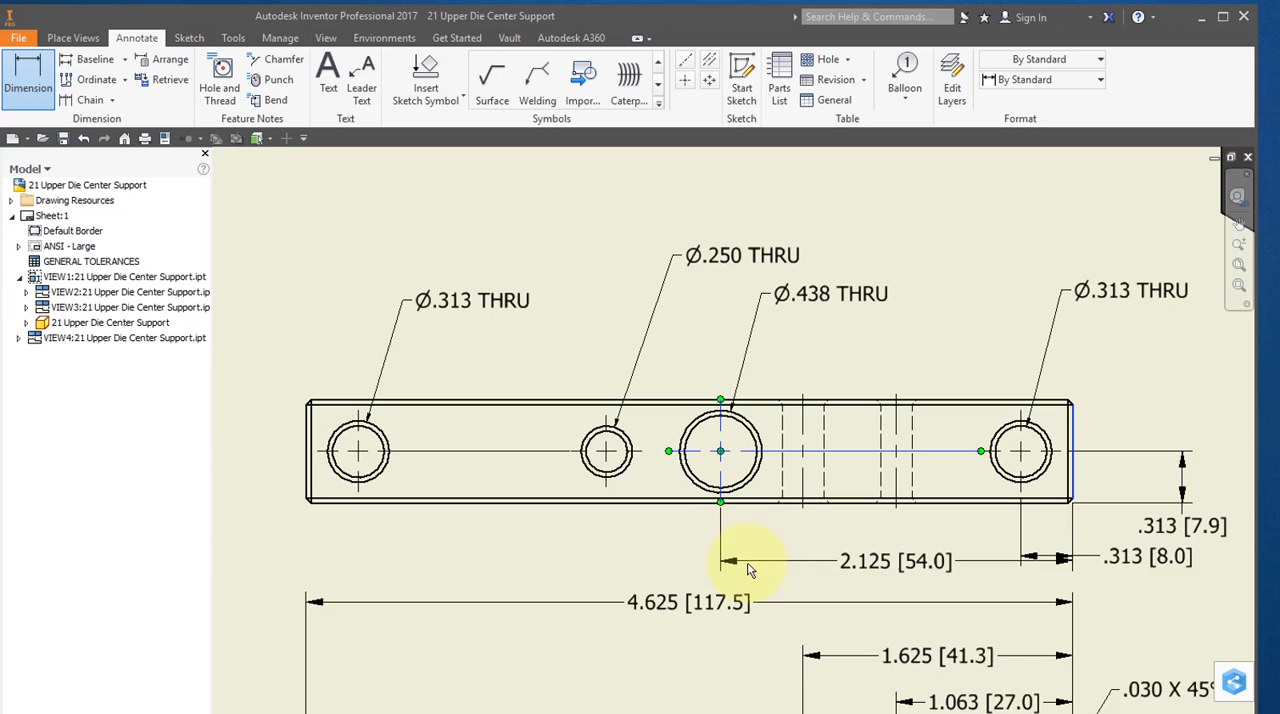 PRO
Autodesk Inventor Professional 2017 21 Upper Die Center Support
Search Help & Commands...
Sign In
File Place Views Annotate Sketch Tools Manage View Environments Get Started Vault Autodesk A360
Dimension
Baseline
Ordinate
Chain
Arrange
Retrieve
Dimension
Hole and
Thread
Chamfer
Punch
Bend
Feature Notes
Text
Leader
Text
Text
Insert
Sketch Symbol
Surface
Welding
Impor...
Caterp...
Symbols
Start
Sketch
Sketch
Parts
List
Hole
Revision
General
Table
Balloon
Edit
Layers
By Standard
By Standard
Format
Model
21 Upper Die Center Support
Drawing Resources
Sheet:1
Default Border
ANSI - Large
GENERAL TOLERANCES
VIEW1:21 Upper Die Center Support.ipt
VIEW2:21 Upper Die Center Support.ip
VIEW3:21 Upper Die Center Support.ip
21 Upper Die Center Support
VIEW4:21 Upper Die Center Support.ipt
Ø.250 THRU
Ø.313 THRU
Ø.438 THRU
Ø.313 THRU
.313 [7.9]
2.125 [54.0]
.313 [8.0]
4.625 [117.5]
1.625 [41.3]
1.063 [27.0]
.030 X 45°